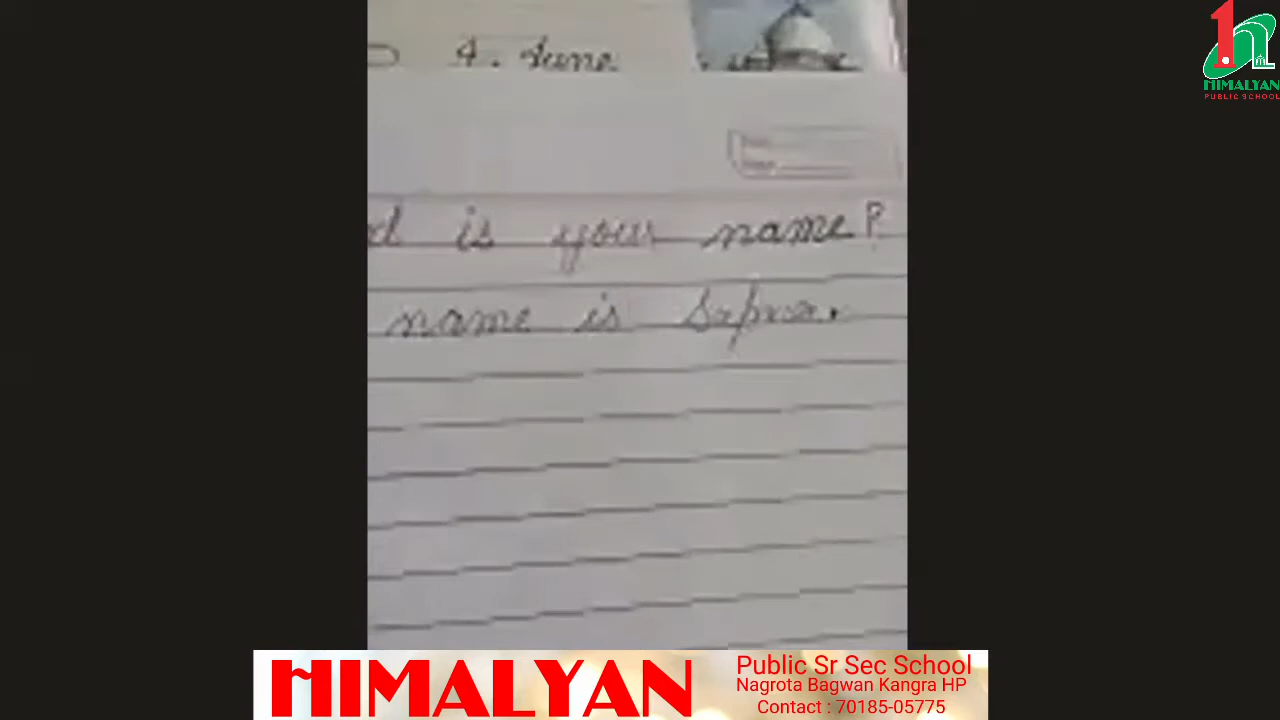 4. June
HIMALYAN
PUBLIC SCHOOL
is your name?
name is
HIMALYAN
Public Sr Sec School
Nagrota Bagwan Kangra HP
Contact : 70185-05775